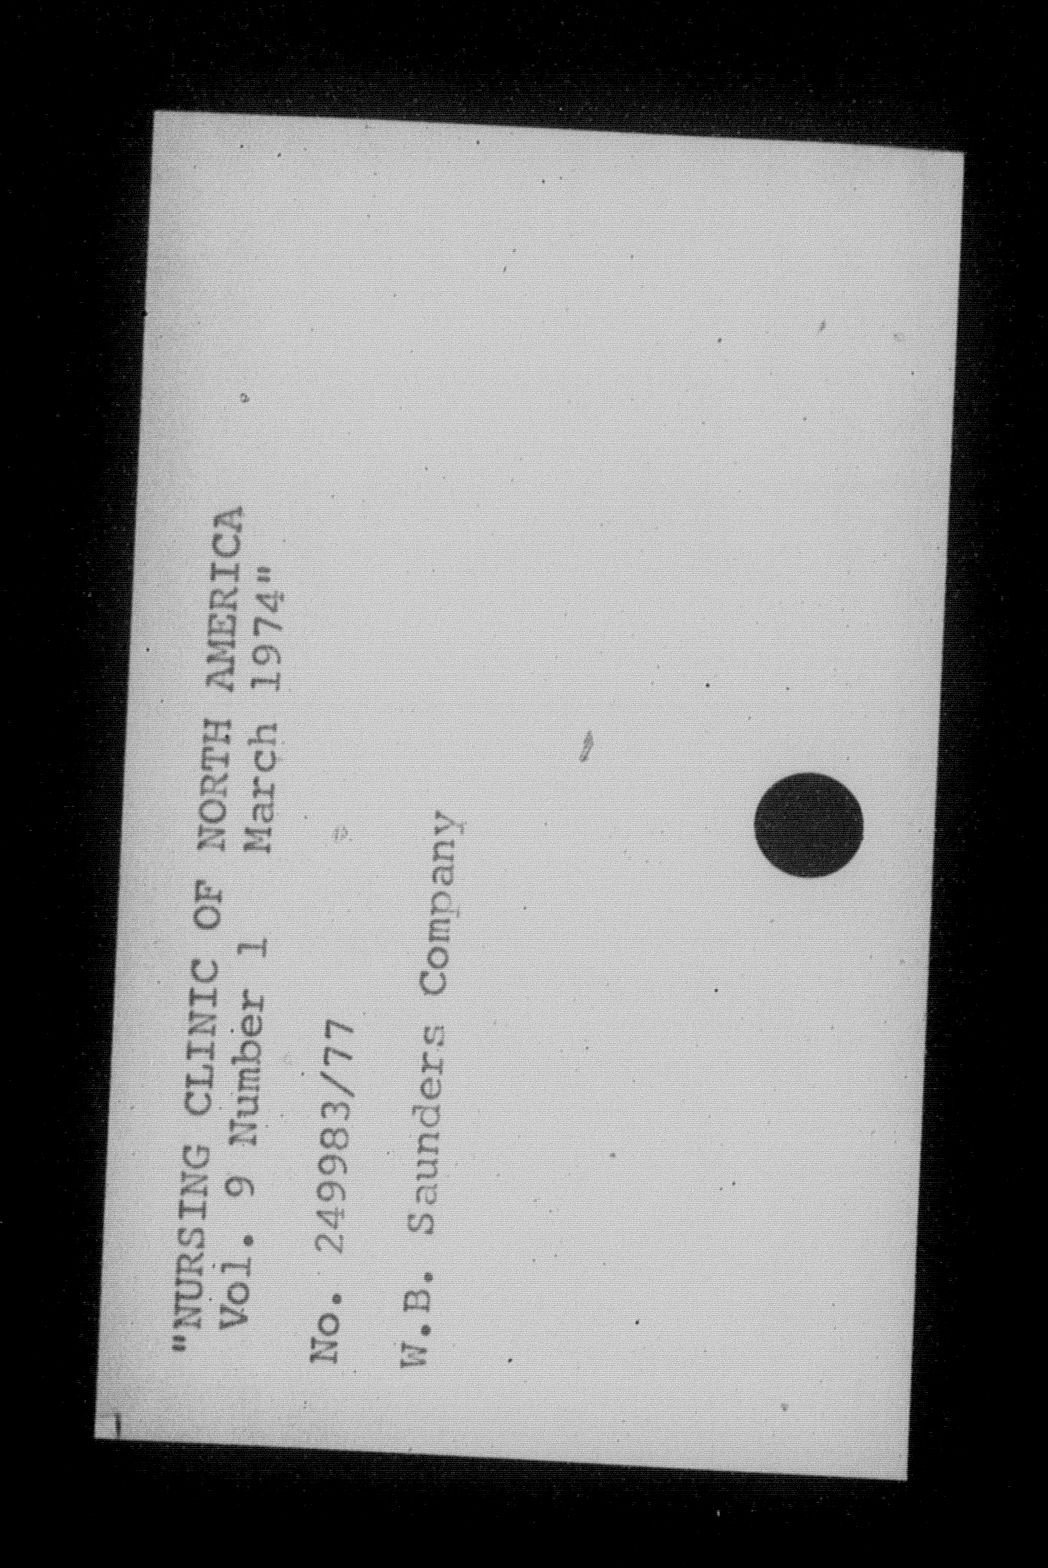 "NURSING CLINIC OF NORTH AMERICA
Vol. 9 Number 1 March 1974"
No. 249983/77
W.B. Saunders Company